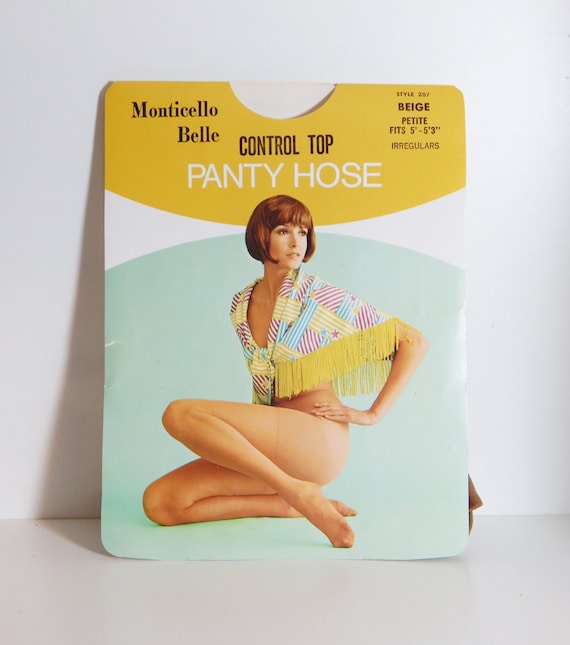 Monticello
Belle
CONTROL TOP
PANTY HOSE
STYLE 207
BEIGE
PETITE
FITS 5' - 5'3"
IRREGULARS